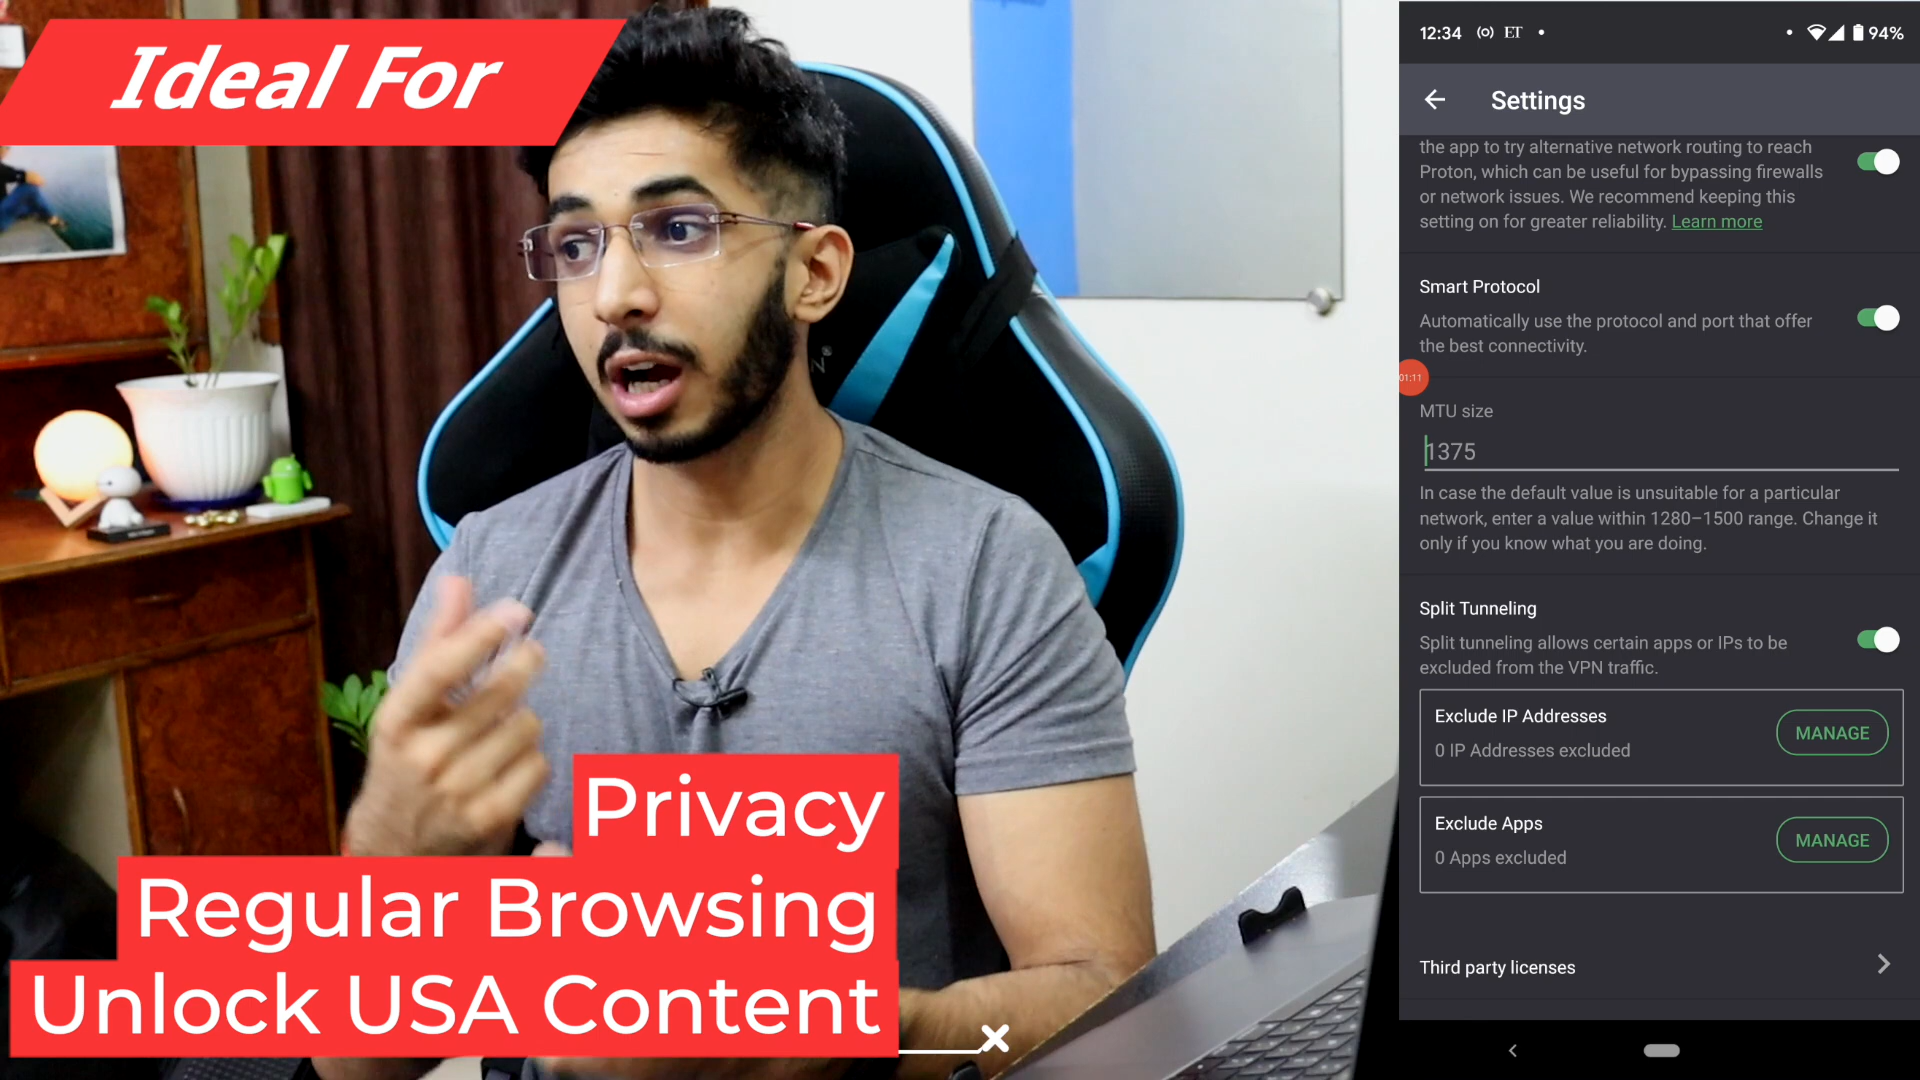 Ideal For
Privacy
Regular Browsing
Unlock USA Content
12:34
ET
94%
Settings
the app to try alternative network routing to reach
Proton, which can be useful for bypassing firewalls
or network issues. We recommend keeping this
setting on for greater reliability. Learn more
Smart Protocol
Automatically use the protocol and port that offer
the best connectivity.
01:11
MTU size
1375
In case the default value is unsuitable for a particular
network, enter a value within 1280–1500 range. Change it
only if you know what you are doing.
Split Tunneling
Split tunneling allows certain apps or IPs to be
excluded from the VPN traffic.
Exclude IP Addresses
0 IP Addresses excluded
MANAGE
Exclude Apps
0 Apps excluded
MANAGE
Third party licenses